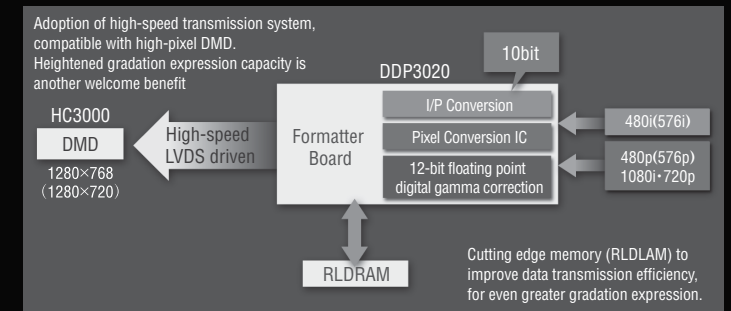 Adoption of high-speed transmission system,
compatible with high-pixel DMD.
Heightened gradation expression capacity is
another welcome benefit
10bit
DDP3020
HC3000
DMD
1280×768
(1280×720)
High-speed
LVDS driven
Formatter
Board
I/P Conversion
Pixel Conversion IC
12-bit floating point
digital gamma correction
480i(576i)
480p(576p)
1080i・720p
RLDRAM
Cutting edge memory (RLDLAM) to
improve data transmission efficiency,
for even greater gradation expression.